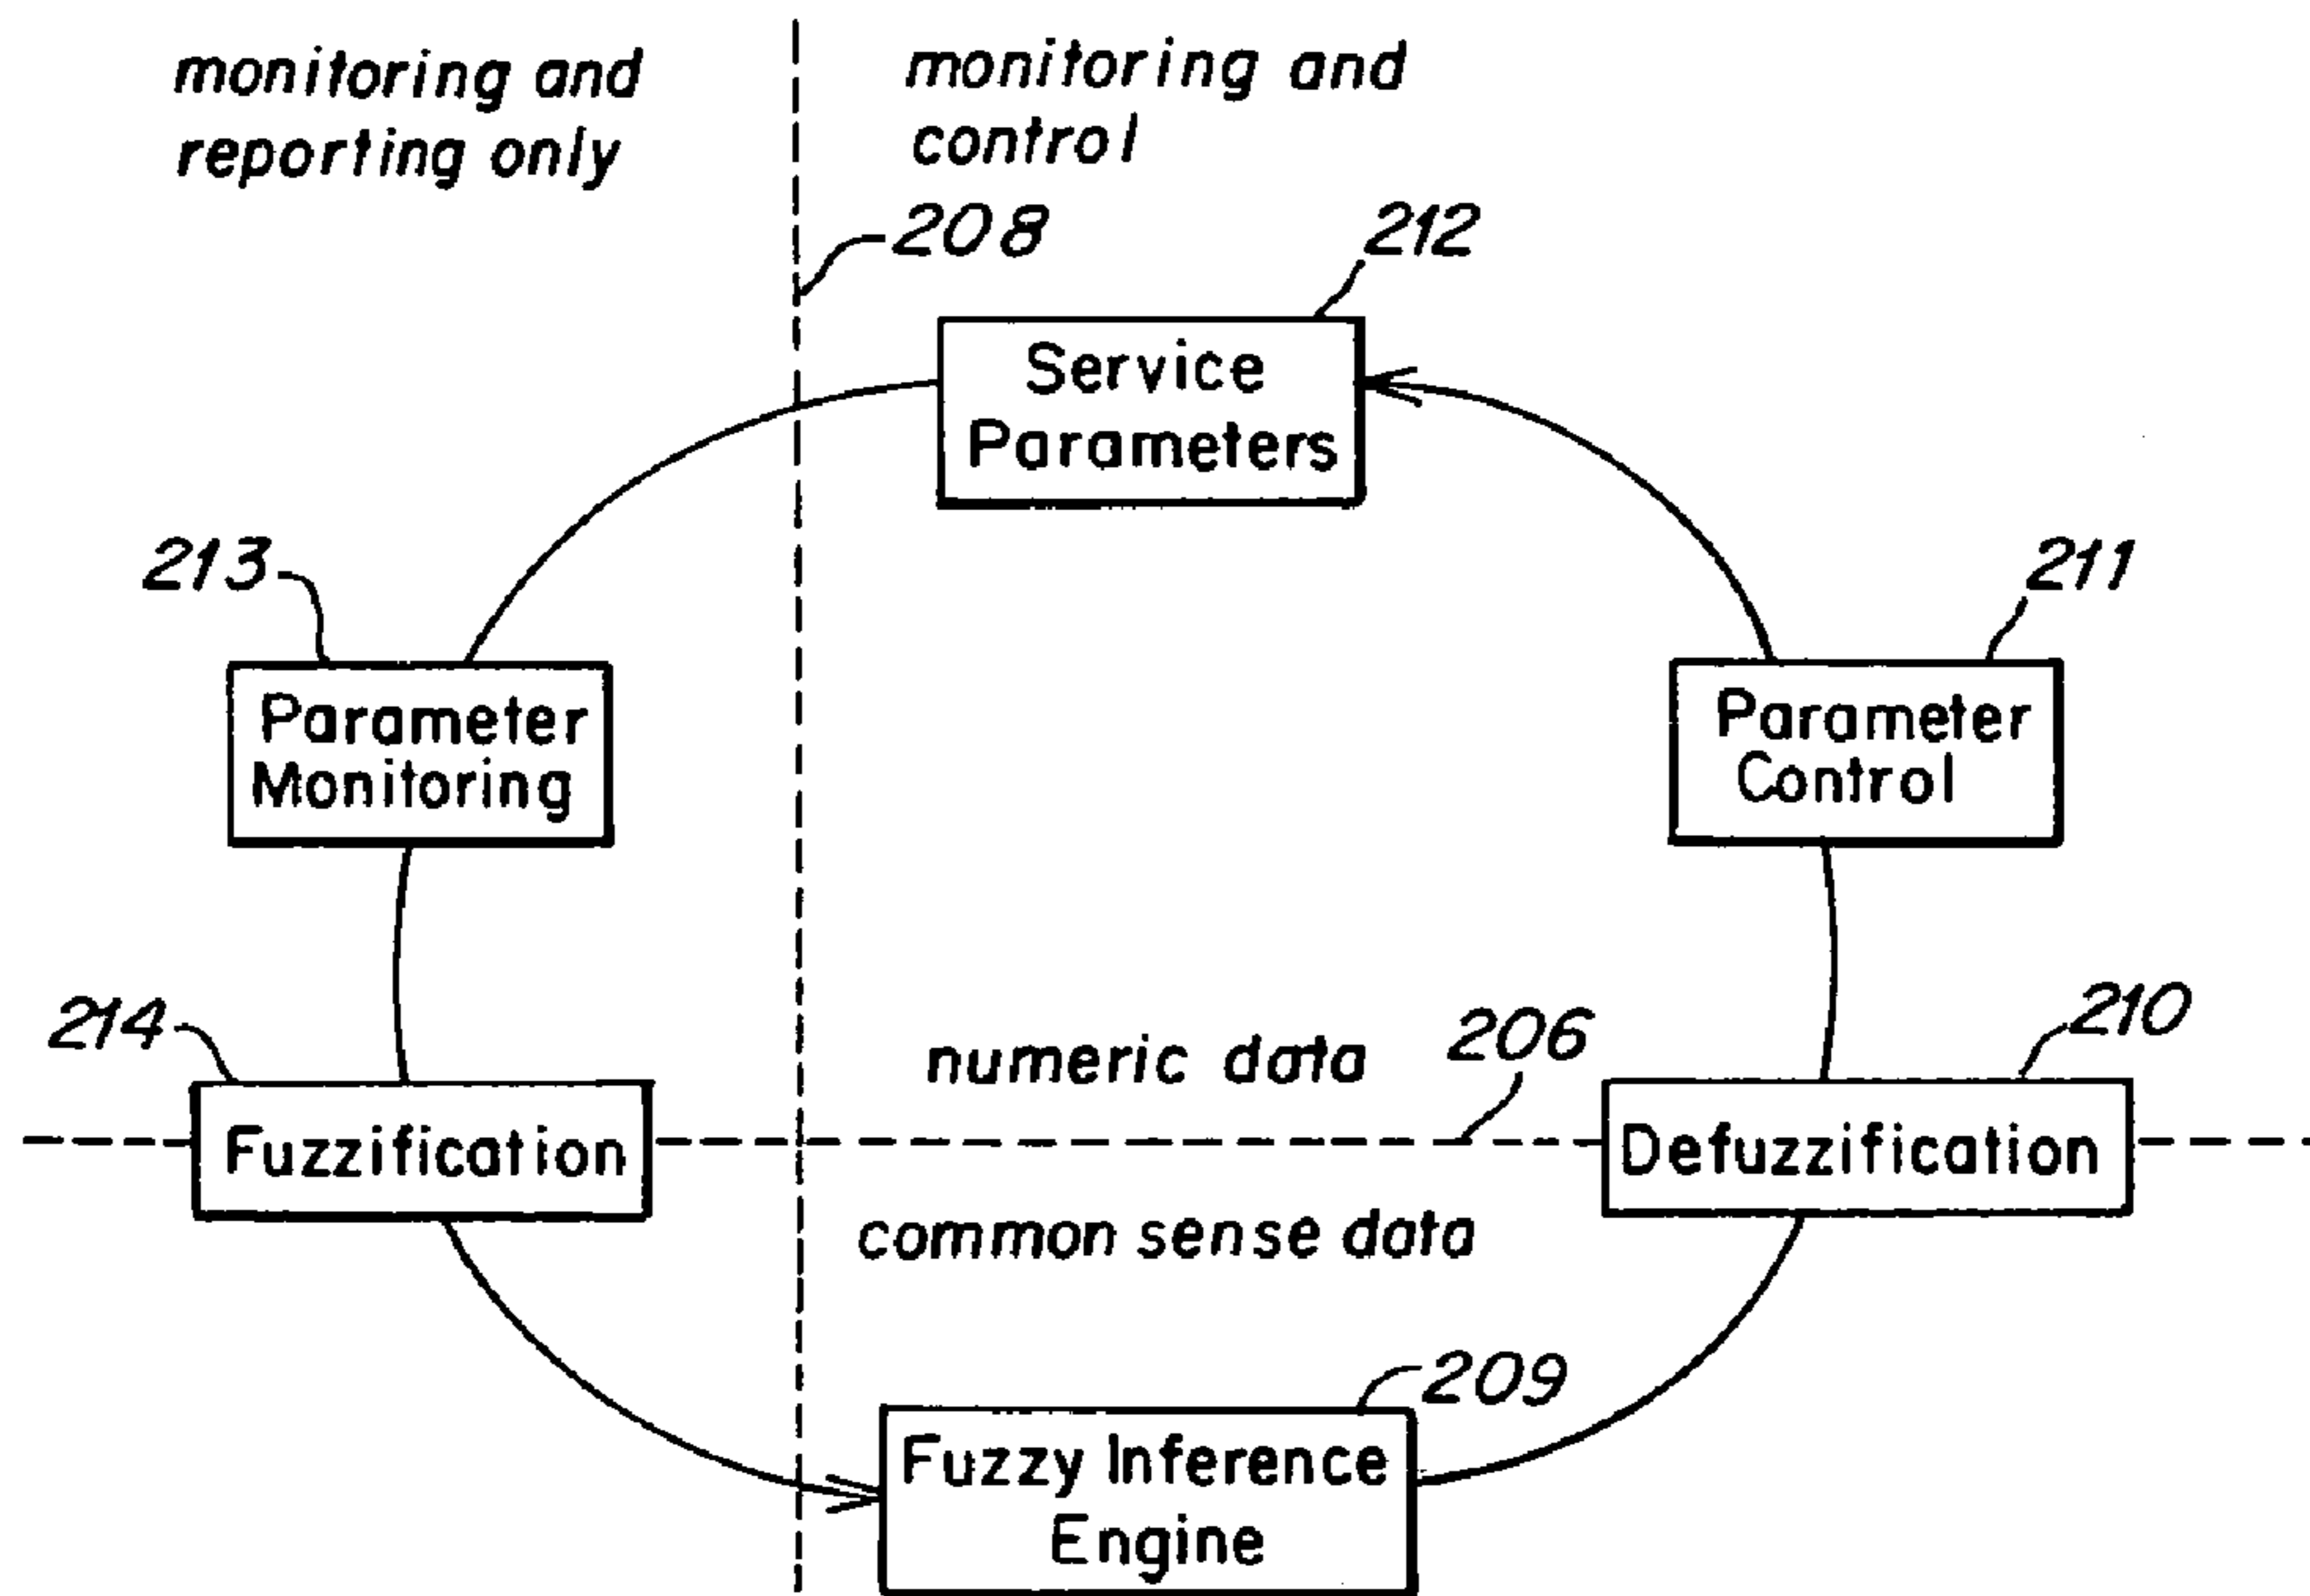 monitoring and
reporting only
monitoring and
control
208
212
Service
Parameters
213
211
Parameter
Monitoring
Parameter
Control
214
numeric data
206
210
Fuzzification
Defuzzification
common sense data
209
Fuzzy Inference
Engine